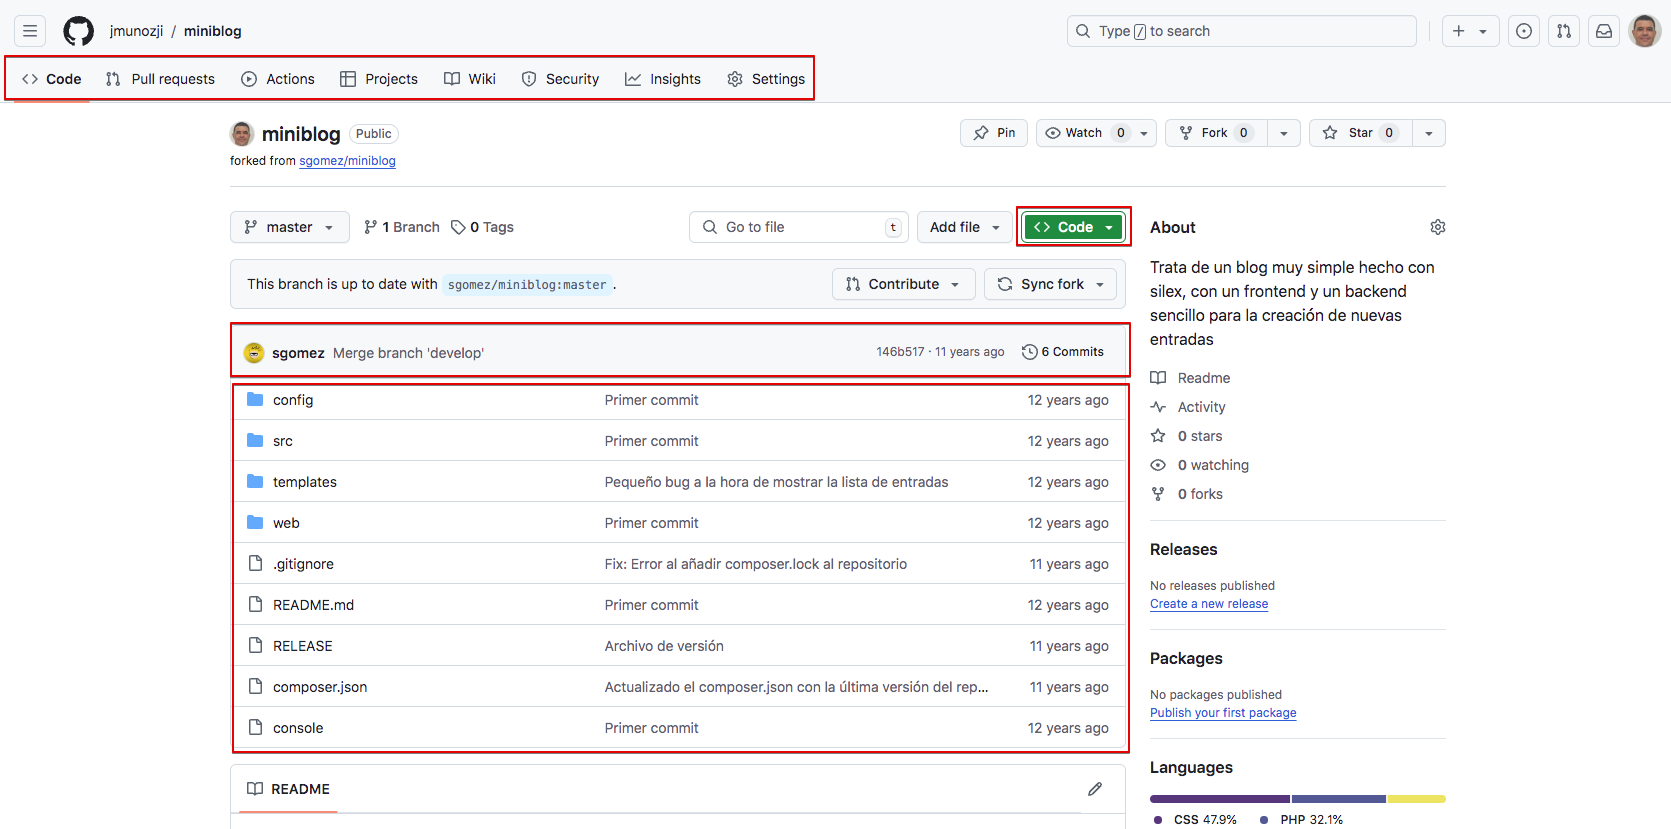 jmunozji / miniblog
Type / to search
Code Pull requests Actions Projects Wiki Security Insights Settings
miniblog Public
Pin Watch 0 Fork 0 Star 0
forked from sgomez/miniblog
master 1 Branch 0 Tags Go to file t Add file Code
This branch is up to date with sgomez/miniblog:master . Contribute Sync fork
sgomez Merge branch 'develop' 146b517 · 11 years ago 6 Commits
config Primer commit 12 years ago
src Primer commit 12 years ago
templates Pequeño bug a la hora de mostrar la lista de entradas 12 years ago
web Primer commit 12 years ago
.gitignore Fix: Error al añadir composer.lock al repositorio 11 years ago
README.md Primer commit 12 years ago
RELEASE Archivo de versión 11 years ago
composer.json Actualizado el composer.json con la última versión del rep... 11 years ago
console Primer commit 12 years ago
README
About
Trata de un blog muy simple hecho con
silex, con un frontend y un backend
sencillo para la creación de nuevas
entradas
Readme
Activity
0 stars
0 watching
0 forks
Releases
No releases published
Create a new release
Packages
No packages published
Publish your first package
Languages
CSS 47.9% PHP 32.1%